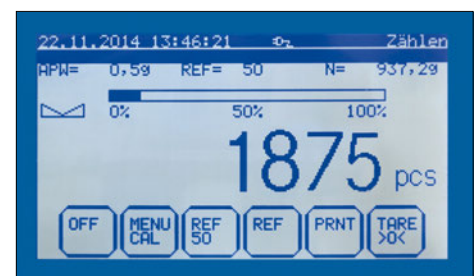 22.11.2014 13:46:21 Zählen
APW= 0,5g REF= 50 N= 937,2g
0% 50% 100%
1875 pcs
OFF MENU CAL REF 50 REF PRNT TARE >0<